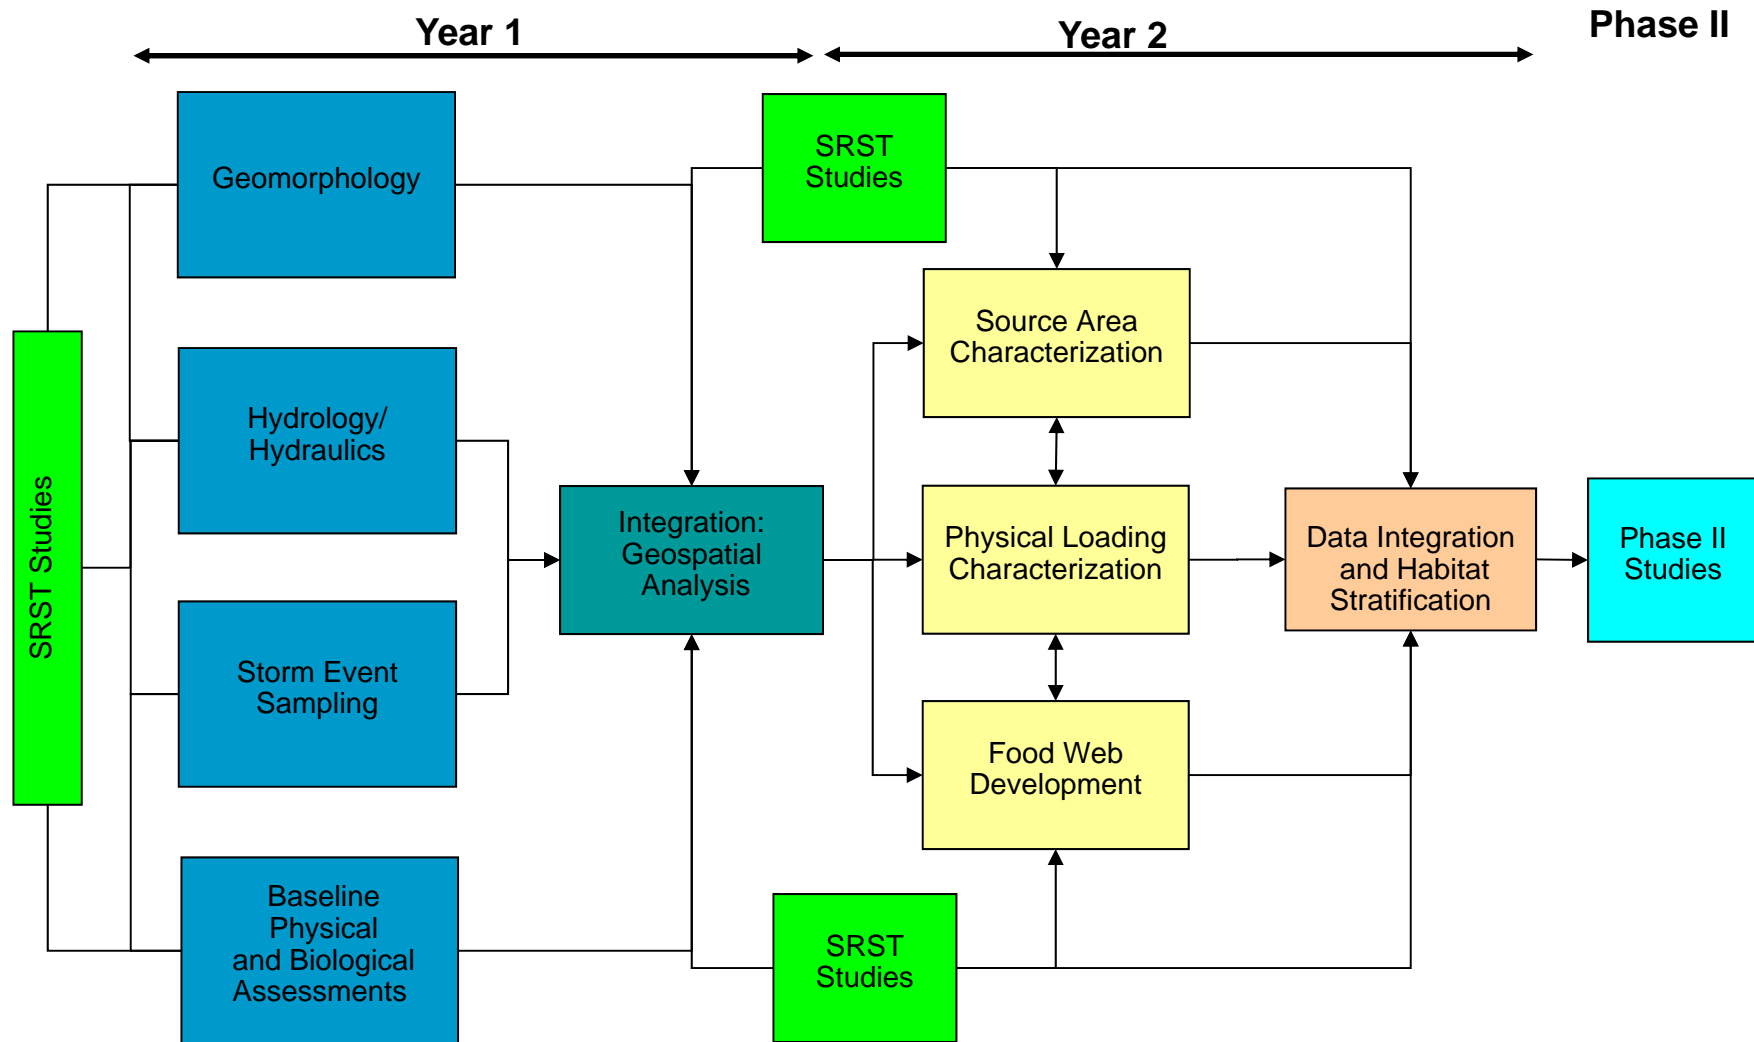 Year 1
Year 2
Phase II
SRST Studies
Geomorphology
Hydrology/
Hydraulics
Storm Event
Sampling
Baseline
Physical
and Biological
Assessments
Integration:
Geospatial
Analysis
SRST
Studies
Source Area
Characterization
Physical Loading
Characterization
Food Web
Development
SRST
Studies
Data Integration
and Habitat
Stratification
Phase II
Studies